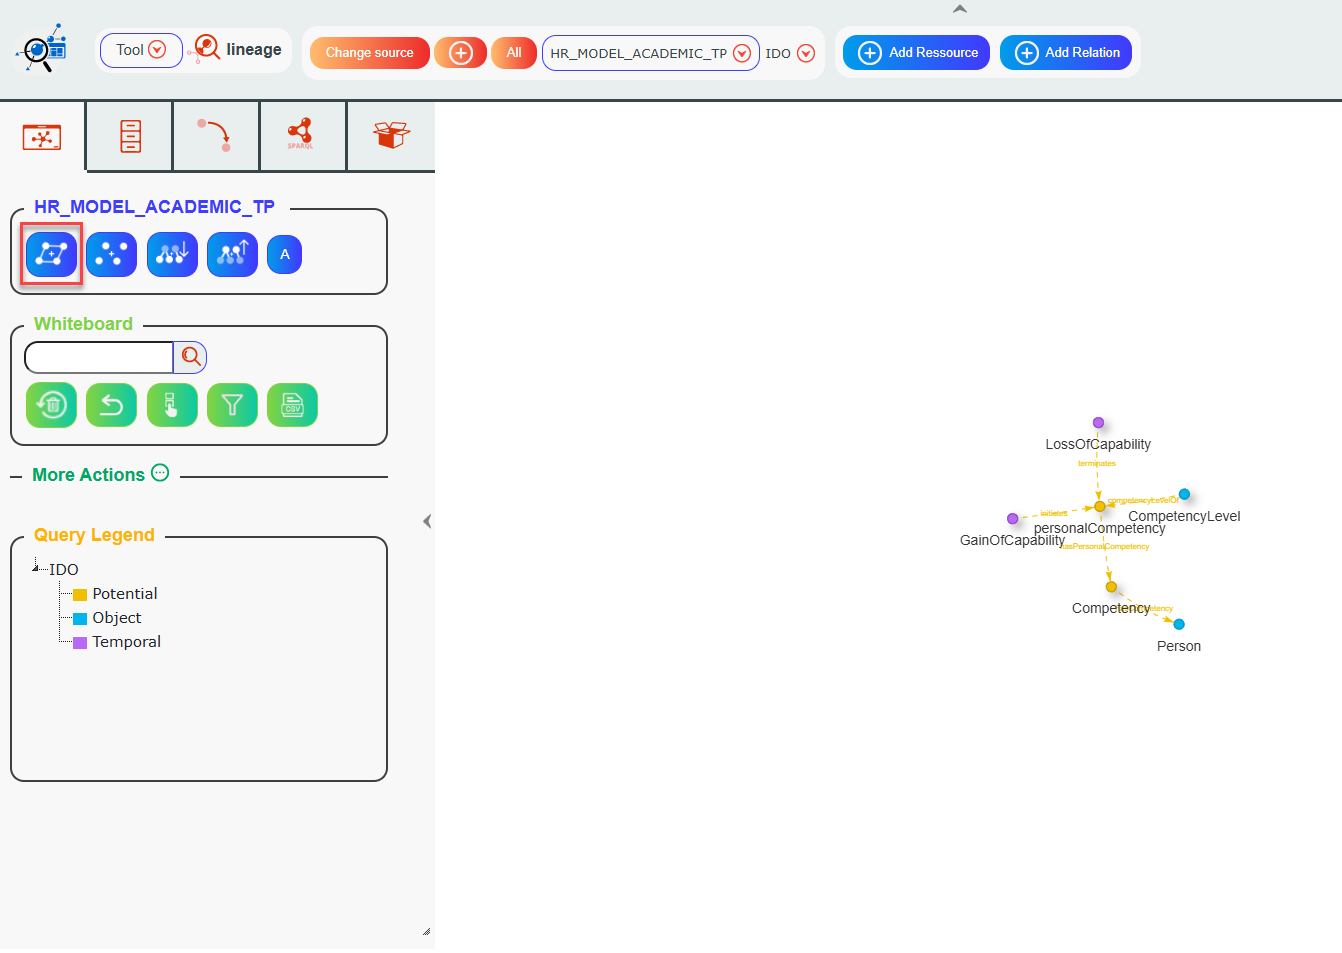 Tool
lineage
Change source
All
HR_MODEL_ACADEMIC_TP
IDO
Add Ressource
Add Relation
SPARQL
HR_MODEL_ACADEMIC_TP
A
Whiteboard
CSV
More Actions
Query Legend
IDO
Potential
Object
Temporal
LossOfCapability
terminates
competencyLevelOf
initiates
CompetencyLevel
personalCompetency
GainOfCapability
hasPersonalCompetency
Competency
Person